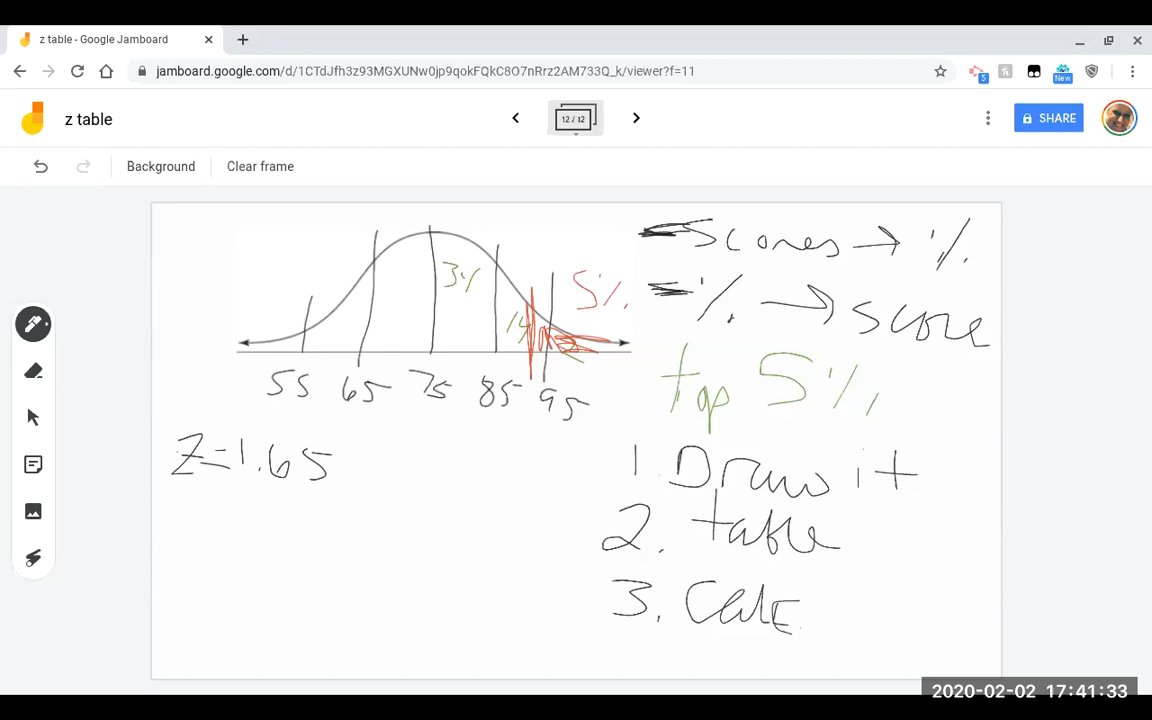 z table - Google Jamboard
jamboard.google.com/d/1CTdJfh3z93MGXUNw0jp9qokFQkC8O7nRrz2AM733Q_k/viewer?f=11
5
New
z table
12 / 12
SHARE
Background
Clear frame
Scores → %
% → score
34
5%
14
top 5%
55 65 75 85 95
Z=1.65
1. Draw it
2. table
3. Calc
2020-02-02 17:41:33